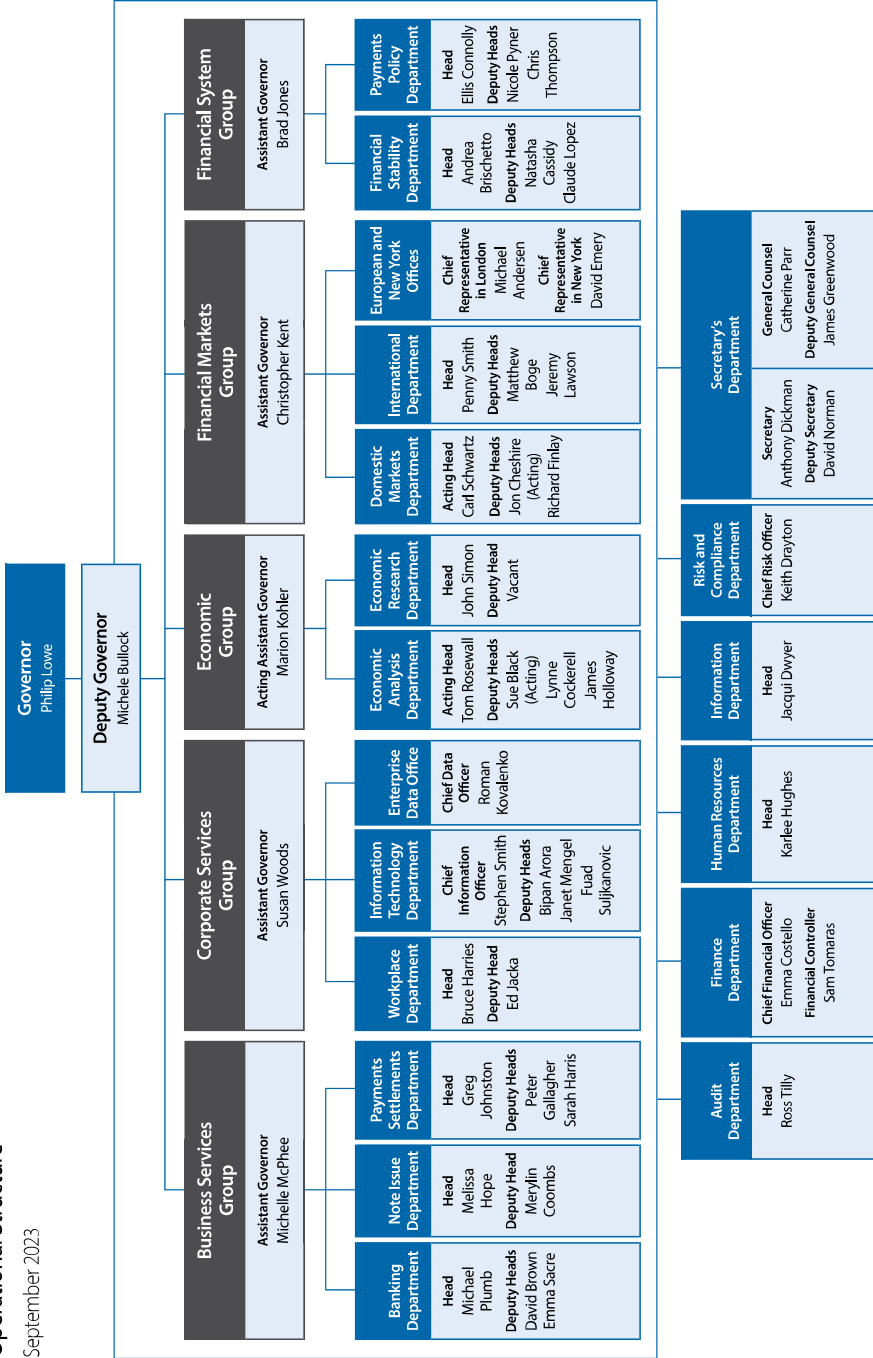 Operational Structure
September 2023
Governor
Philip Lowe
Deputy Governor
Michele Bullock
Business Services
Group
Assistant Governor
Michelle McPhee
Banking
Department
Head
Michael
Plumb
Deputy Heads
David Brown
Emma Sacre
Note Issue
Department
Head
Melissa
Hope
Deputy Head
Merylin
Coombs
Payments
Settlements
Department
Head
Greg
Johnston
Deputy Heads
Peter
Gallagher
Sarah Harris
Corporate Services
Group
Assistant Governor
Susan Woods
Workplace
Department
Head
Bruce Harries
Deputy Head
Ed Jacka
Information
Technology
Department
Chief
Information
Officer
Stephen Smith
Deputy Heads
Bipan Arora
Janet Mengel
Fuad
Suljkanovic
Enterprise
Data Office
Chief Data
Officer
Roman
Kovalenko
Economic
Group
Acting Assistant Governor
Marion Kohler
Economic
Analysis
Department
Acting Head
Tom Rosewall
Deputy Heads
Sue Black
(Acting)
Lynne
Cockerell
James
Holloway
Economic
Research
Department
Head
John Simon
Deputy Head
Vacant
Financial Markets
Group
Assistant Governor
Christopher Kent
Domestic
Markets
Department
Acting Head
Carl Schwartz
Deputy Heads
Jon Cheshire
(Acting)
Richard Finlay
International
Department
Head
Penny Smith
Deputy Heads
Matthew
Boge
Jeremy
Lawson
European and
New York
Offices
Chief
Representative
in London
Michael
Andersen
Chief
Representative
in New York
David Emery
Financial System
Group
Assistant Governor
Brad Jones
Financial
Stability
Department
Head
Andrea
Brischetto
Deputy Heads
Natasha
Cassidy
Claude Lopez
Payments
Policy
Department
Head
Ellis Connolly
Deputy Heads
Nicole Pyner
Chris
Thompson
Audit
Department
Head
Ross Tilly
Finance
Department
Chief Financial Officer
Emma Costello
Financial Controller
Sam Tomaras
Human Resources
Department
Head
Karlee Hughes
Information
Department
Head
Jacqui Dwyer
Risk and
Compliance
Department
Chief Risk Officer
Keith Drayton
Secretary's
Department
Secretary
Anthony Dickman
Deputy Secretary
David Norman
General Counsel
Catherine Parr
Deputy General Counsel
James Greenwood